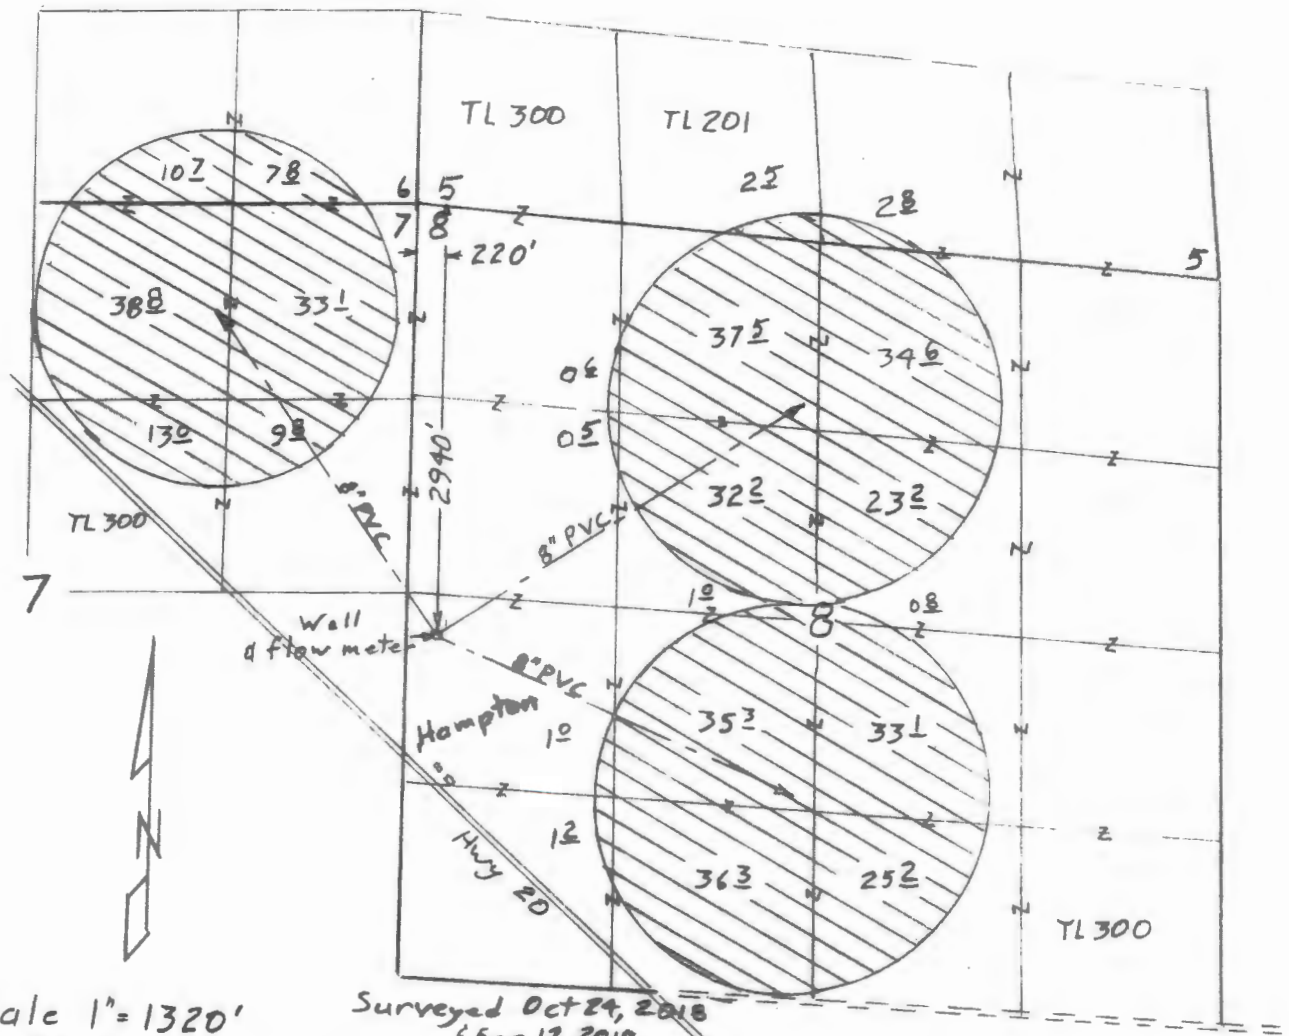 TL 300
TL 201
10 7
7 8
2 5
2 8
6 5
7 8
220'
5
38 8
33 1
37 5
34 6
0 6
0 5
13 0
9 8
2940'
8" PVC
32 2
23 2
8" PVC
TL 300
7
1 0
8
0 8
Well
& flow meter
8" PVC
Hampton
1 0
35 3
33 1
1 2
Hwy 20
36 3
25 2
TL 300
N
ale 1" = 1320'
Surveyed Oct 24, 2018